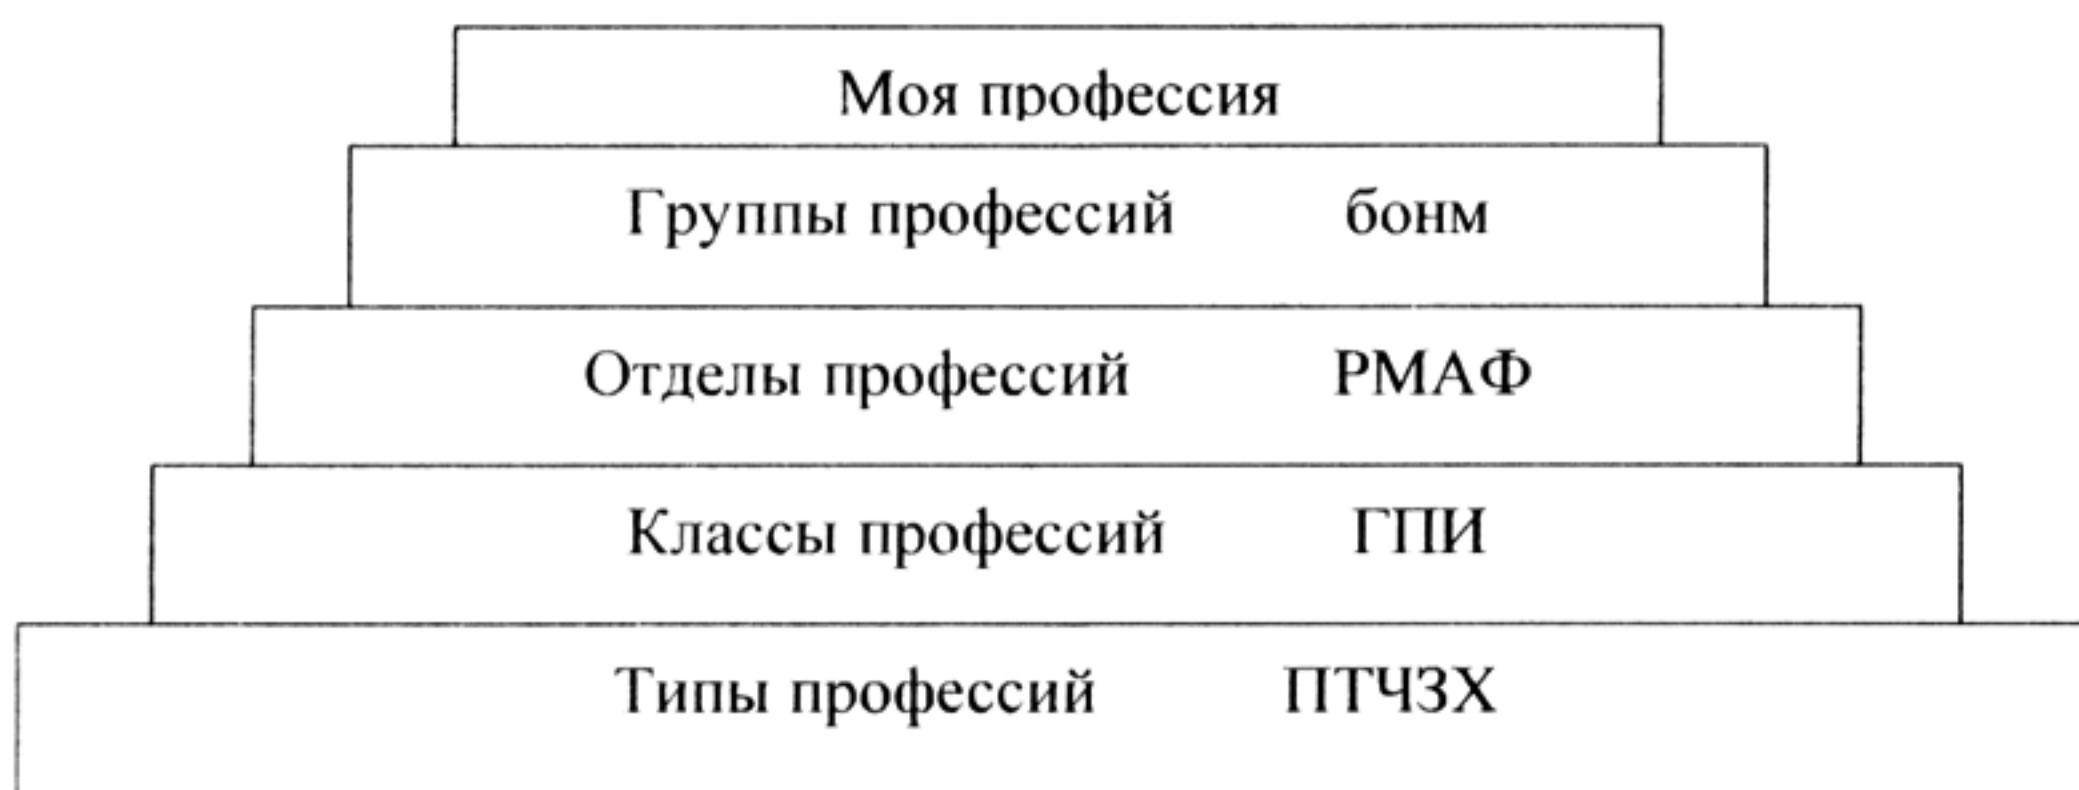 Моя профессия
Группы профессий бонм
Отделы профессий РМАФ
Классы профессий ГПИ
Типы профессий ПТЧЗХ